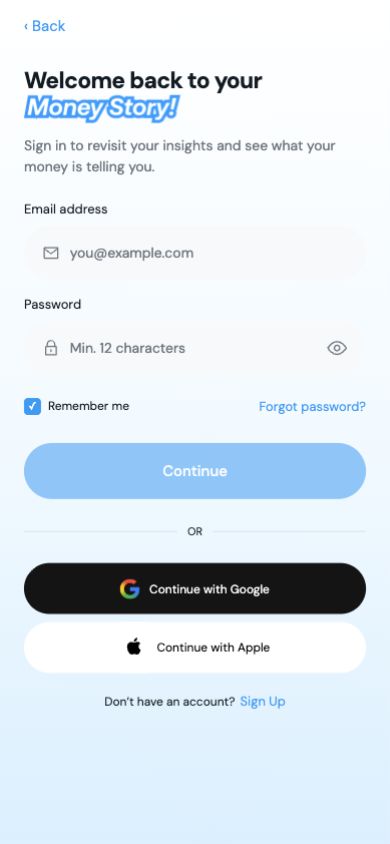 ‹ Back
Welcome back to your
Money Story!
Sign in to revisit your insights and see what your
money is telling you.
Email address
you@example.com
Password
Min. 12 characters
Remember me
Forgot password?
Continue
OR
Continue with Google
Continue with Apple
Don’t have an account? Sign Up